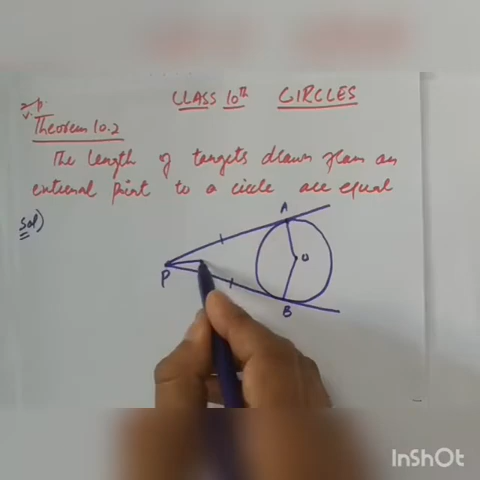 CLASS 10th CIRCLES
V.P.
Theorem 10.2
The length of tangets drawn from an
external point to a circle are equal
Sol)
A
O
P
B
INSHOT